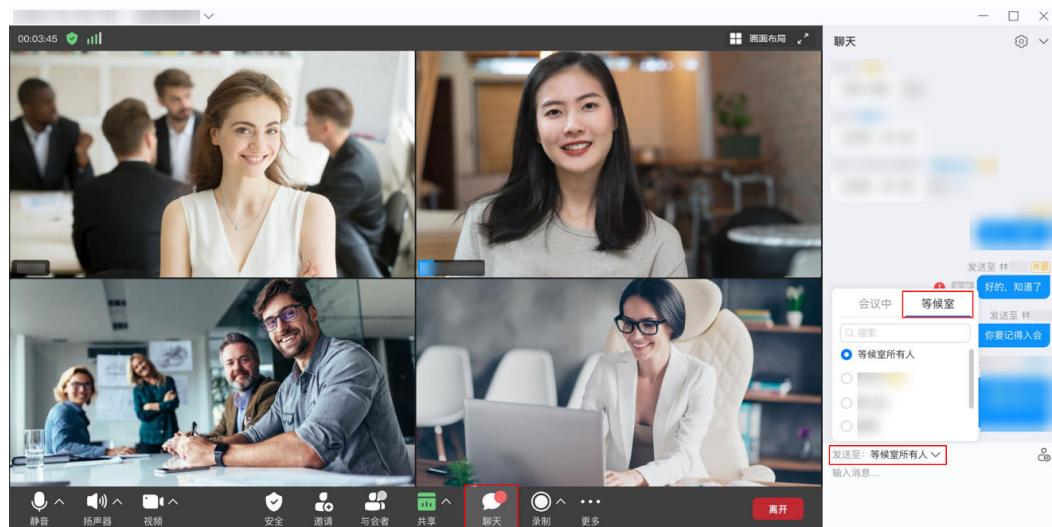 00:03:45
画面布局
聊天
发送至 林
外部
好的，知道了
发送至 林
你要记得入会
会议中
等候室
搜索
等候室所有人
发送至：等候室所有人
输入消息...
静音
扬声器
视频
安全
邀请
与会者
共享
聊天
录制
更多
离开